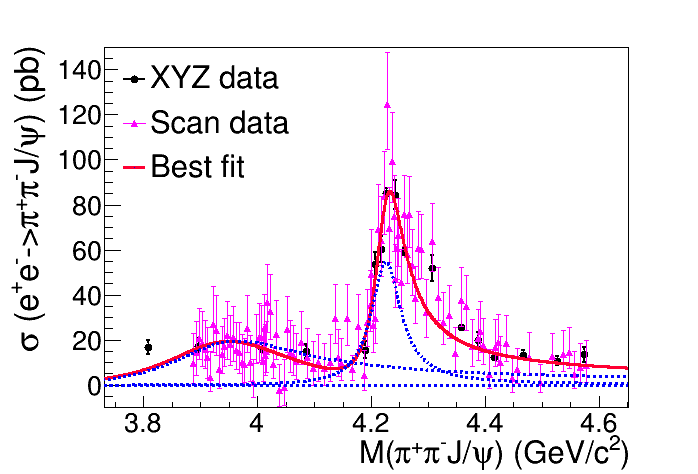 σ (e⁺e⁻->π⁺π⁻J/ψ) (pb)
140
120
100
80
60
40
20
0
XYZ data
Scan data
Best fit
3.8 4 4.2 4.4 4.6
M(π⁺π⁻J/ψ) (GeV/c²)